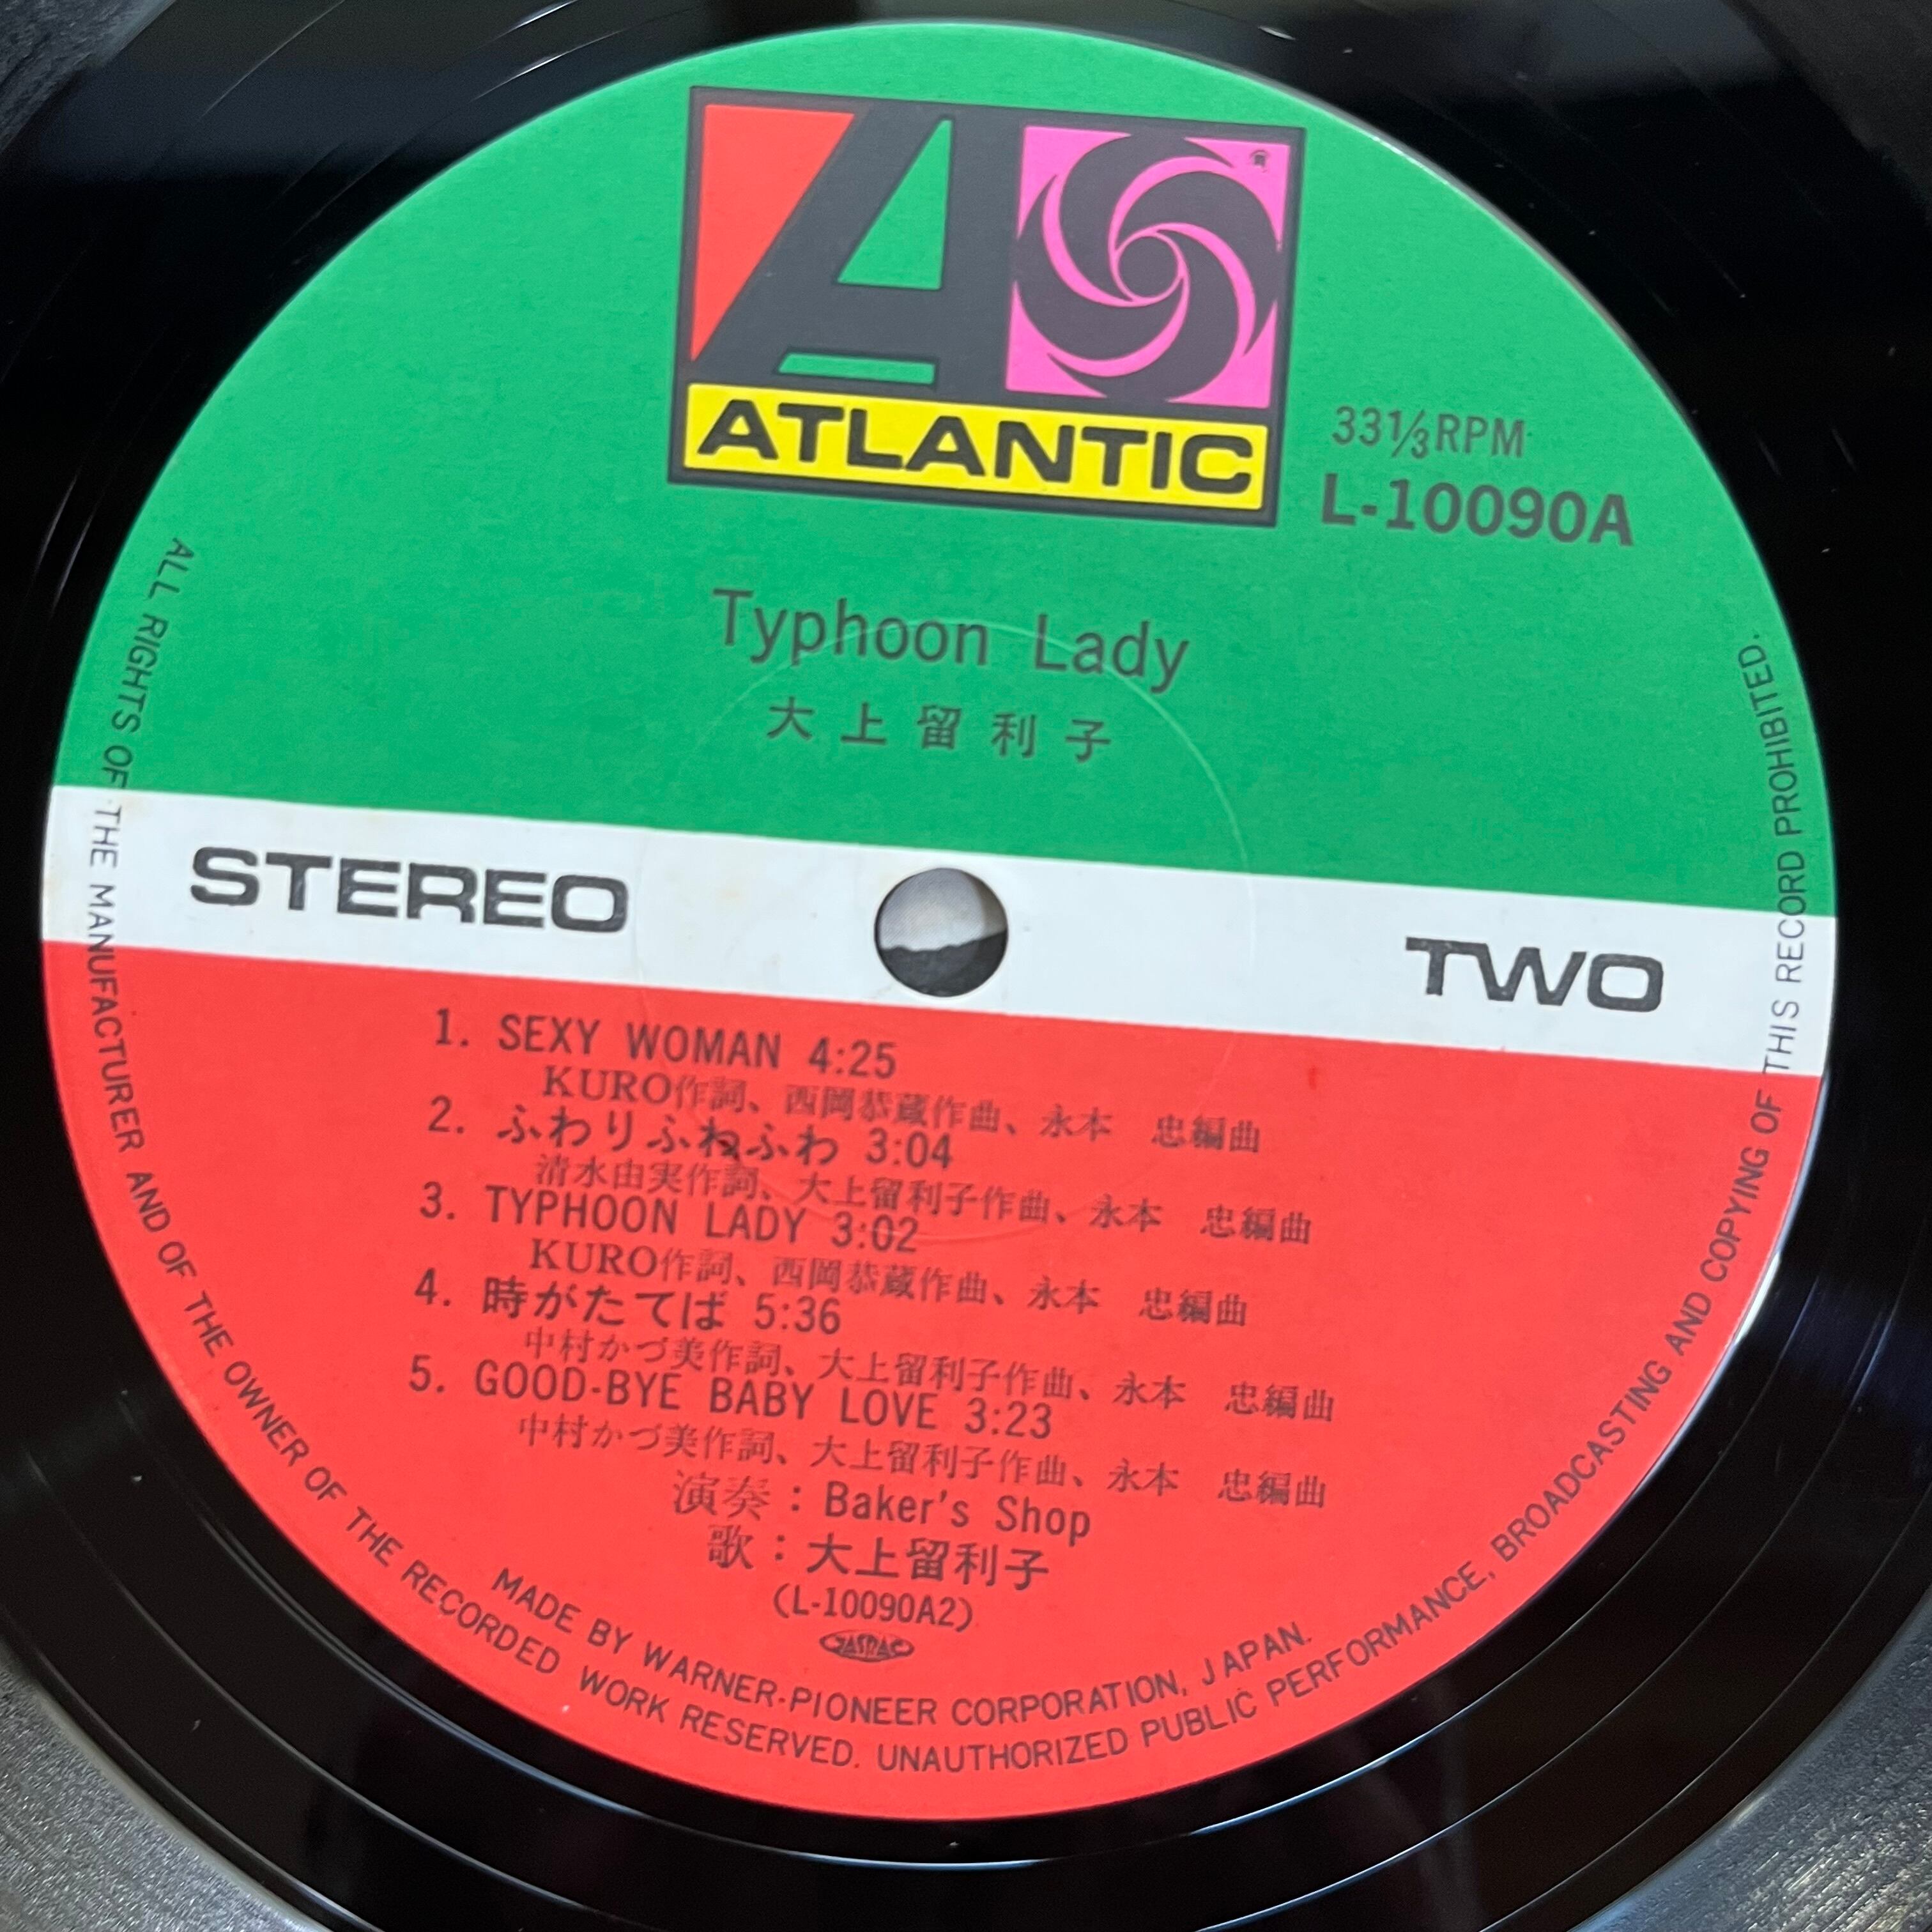 ATLANTIC
33⅓RPM
L-10090A
Typhoon Lady
大上留利子
STEREO
TWO
1. SEXY WOMAN 4:25
KURO作詞、西岡恭蔵作曲、永本 忠編曲
2. ふわりふねふわ 3:04
清水由実作詞、大上留利子作曲、永本 忠編曲
3. TYPHOON LADY 3:02
KURO作詞、西岡恭蔵作曲、永本 忠編曲
4. 時がたてば 5:36
中村かづ美作詞、大上留利子作曲、永本 忠編曲
5. GOOD-BYE BABY LOVE 3:23
中村かづ美作詞、大上留利子作曲、永本 忠編曲
演奏：Baker's Shop
歌：大上留利子
(L-10090A2)
JASRAC
MADE BY WARNER-PIONEER CORPORATION, JAPAN.
ALL RIGHTS OF THE MANUFACTURER AND OF THE OWNER OF THE RECORDED WORK RESERVED. UNAUTHORIZED PUBLIC PERFORMANCE, BROADCASTING AND COPYING OF THIS RECORD PROHIBITED.